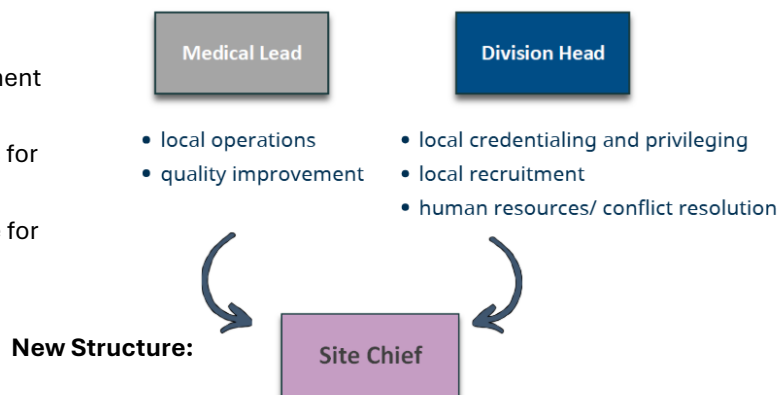 Medical Lead
Division Head
ment
for
for
• local operations
• quality improvement
• local credentialing and privileging
• local recruitment
• human resources/ conflict resolution
New Structure:
Site Chief